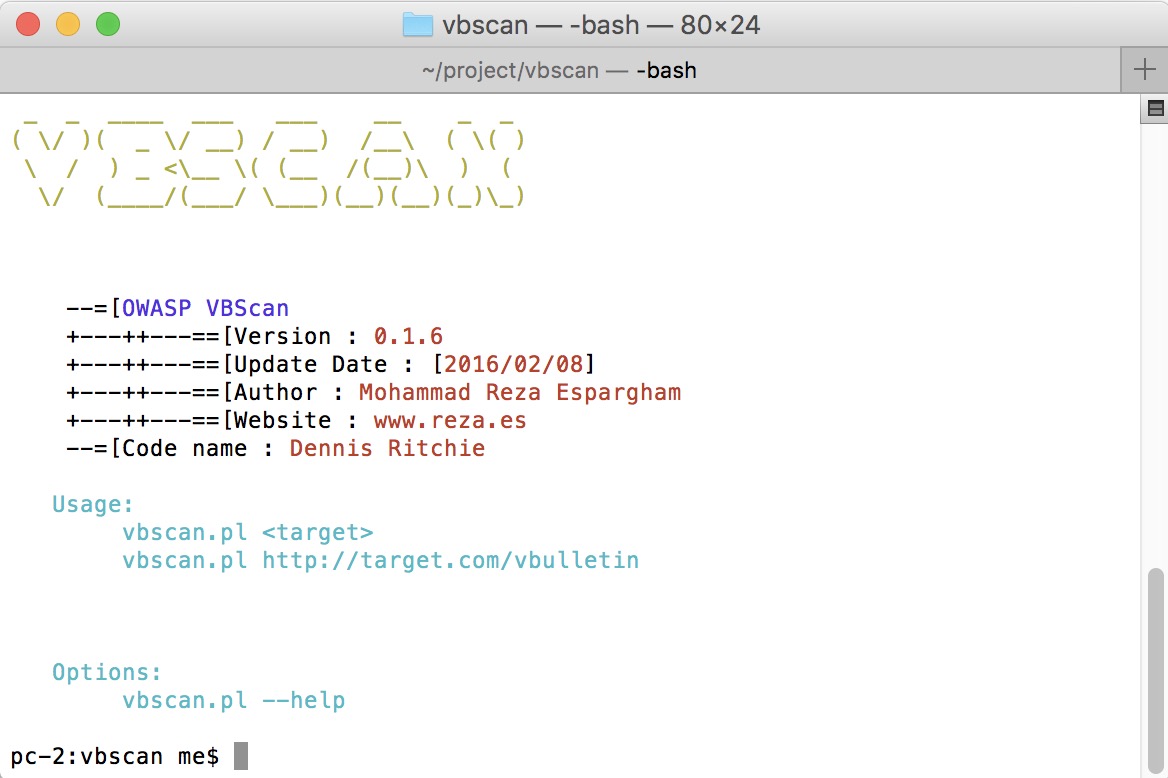 vbscan — -bash — 80×24
~/project/vbscan — -bash
 _  _  ____  ___   ___    __    _  _
( \/ )(  _ \/ __) / __)  /__\  ( \( )
 \  /  ) _ <\__ \( (__  /(__)\  )  (
  \/  (____/(___/ \___)(__)(__)(_)\_)
--=[OWASP VBScan
+---++---==[Version : 0.1.6
+---++---==[Update Date : [2016/02/08]
+---++---==[Author : Mohammad Reza Espargham
+---++---==[Website : www.reza.es
--=[Code name : Dennis Ritchie
Usage:
vbscan.pl <target>
vbscan.pl http://target.com/vbulletin
Options:
vbscan.pl --help
pc-2:vbscan me$